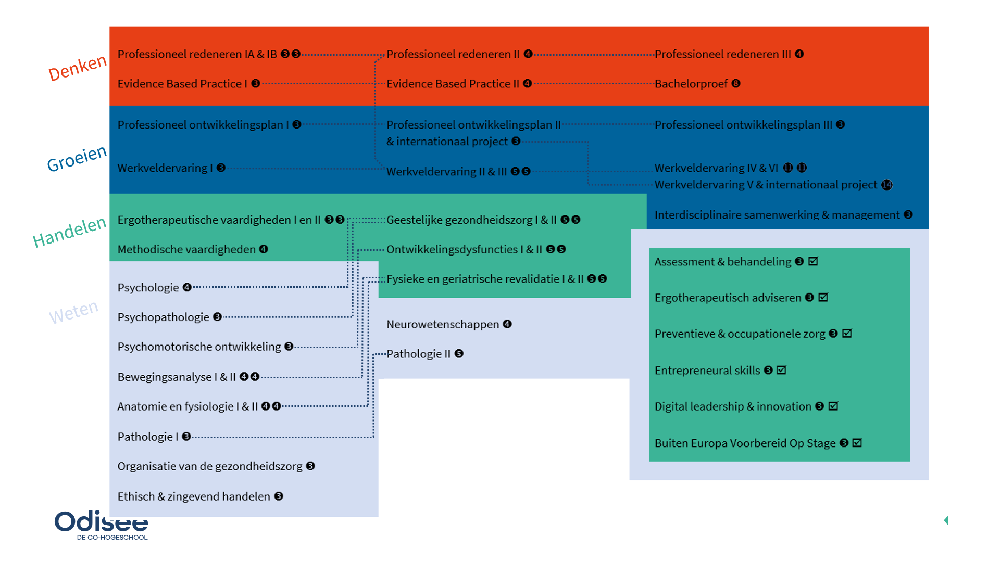 Denken
Professioneel redeneren IA & IB ❸❸
Professioneel redeneren II ❹
Professioneel redeneren III ❹
Evidence Based Practice I ❸
Evidence Based Practice II ❹
Bachelorproef ❽
Groeien
Professioneel ontwikkelingsplan I ❸
Professioneel ontwikkelingsplan II
& internationaal project ❸
Professioneel ontwikkelingsplan III ❸
Werkveldervaring I ❸
Werkveldervaring II & III ❺❺
Werkveldervaring IV & VI ⓫ ⓫
Werkveldervaring V & internationaal project ⓮
Interdisciplinaire samenwerking & management ❸
Handelen
Ergotherapeutische vaardigheden I en II ❸❸
Methodische vaardigheden ❹
Geestelijke gezondheidszorg I & II ❺❺
Ontwikkelingsdysfuncties I & II ❺❺
Fysieke en geriatrische revalidatie I & II ❺❺
Weten
Psychologie ❹
Psychopathologie ❸
Psychomotorische ontwikkeling ❸
Bewegingsanalyse I & II ❹❹
Anatomie en fysiologie I & II ❹❹
Pathologie I ❸
Organisatie van de gezondheidszorg ❸
Ethisch & zingevend handelen ❸
Neurowetenschappen ❹
Pathologie II ❺
Assessment & behandeling ❸ ☑
Ergotherapeutisch adviseren ❸ ☑
Preventieve & occupationele zorg ❸ ☑
Entrepreneural skills ❸ ☑
Digital leadership & innovation ❸ ☑
Buiten Europa Voorbereid Op Stage ❸ ☑
Odisee
DE CO-HOGESCHOOL